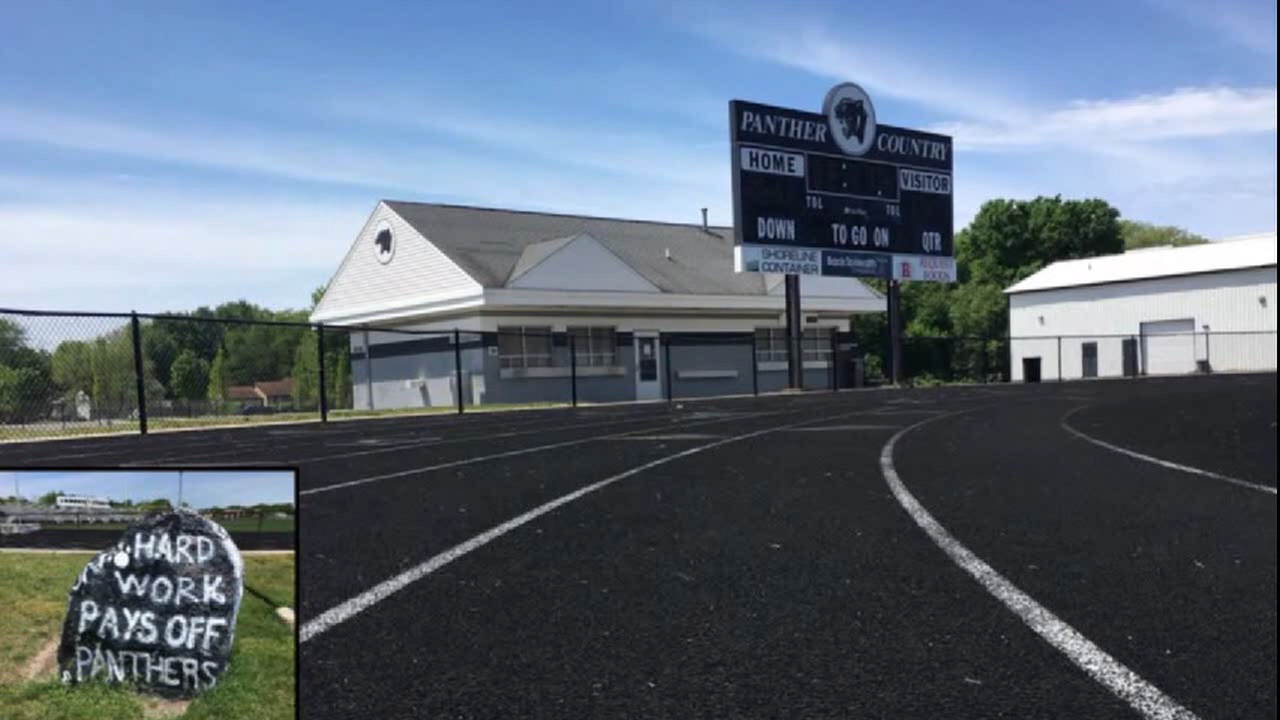 PANTHER COUNTRY
HOME
VISITOR
TOL
TOL
DOWN
TO GO ON
QTR
SHORELINE
CONTAINER
HARD
WORK
PAYS OFF
PANTHERS